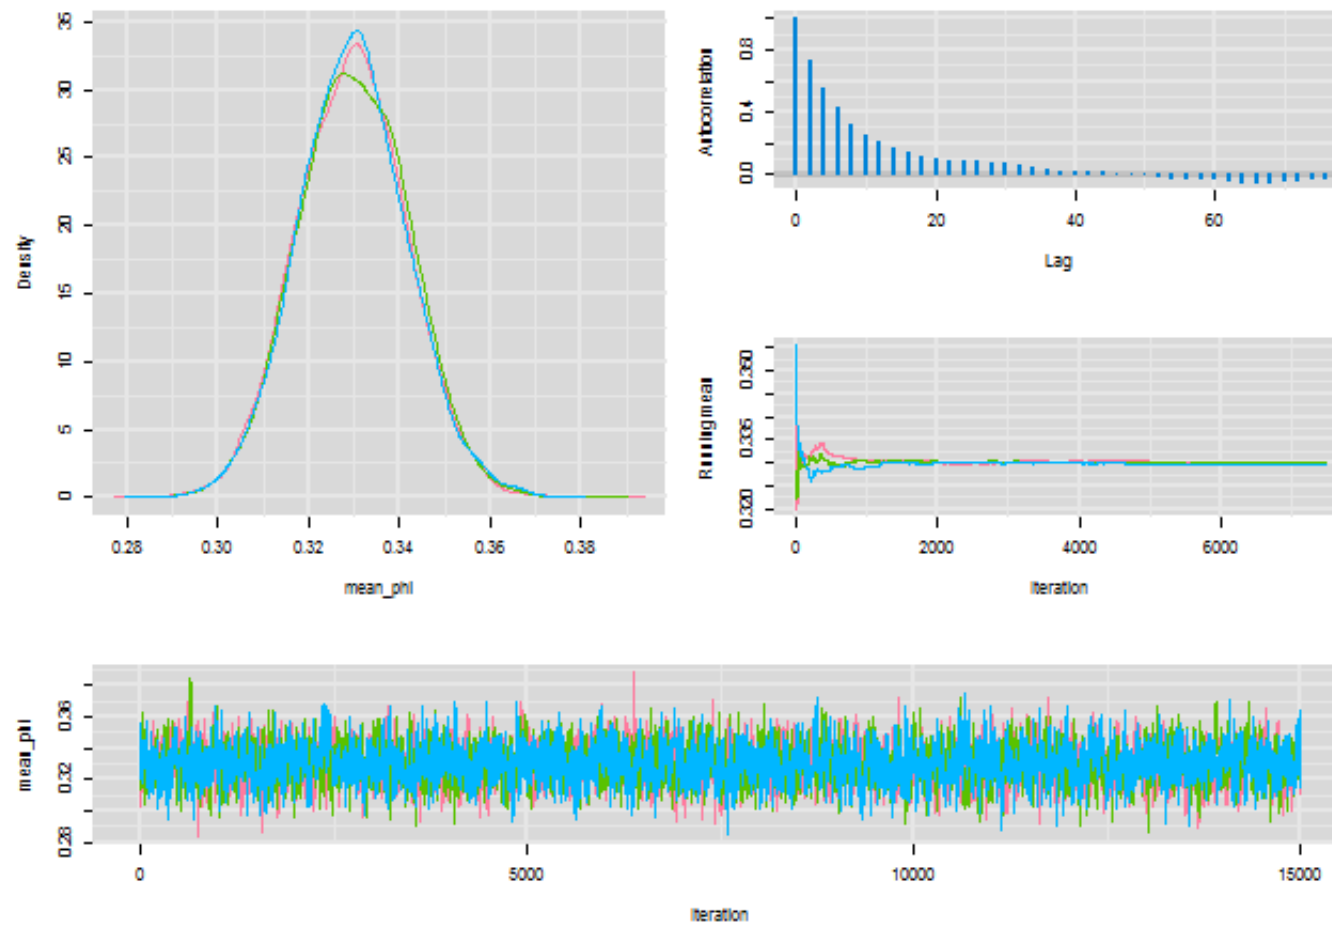 35
30
25
20
15
10
5
0
Density
0.28 0.30 0.32 0.34 0.36 0.38
mean_phi
0.8
0.4
0.0
Autocorrelation
0 20 40 60
Lag
0.350
0.335
0.320
Running mean
0 2000 4000 6000
Iteration
0.36
0.32
0.28
mean_phi
0 5000 10000 15000
Iteration